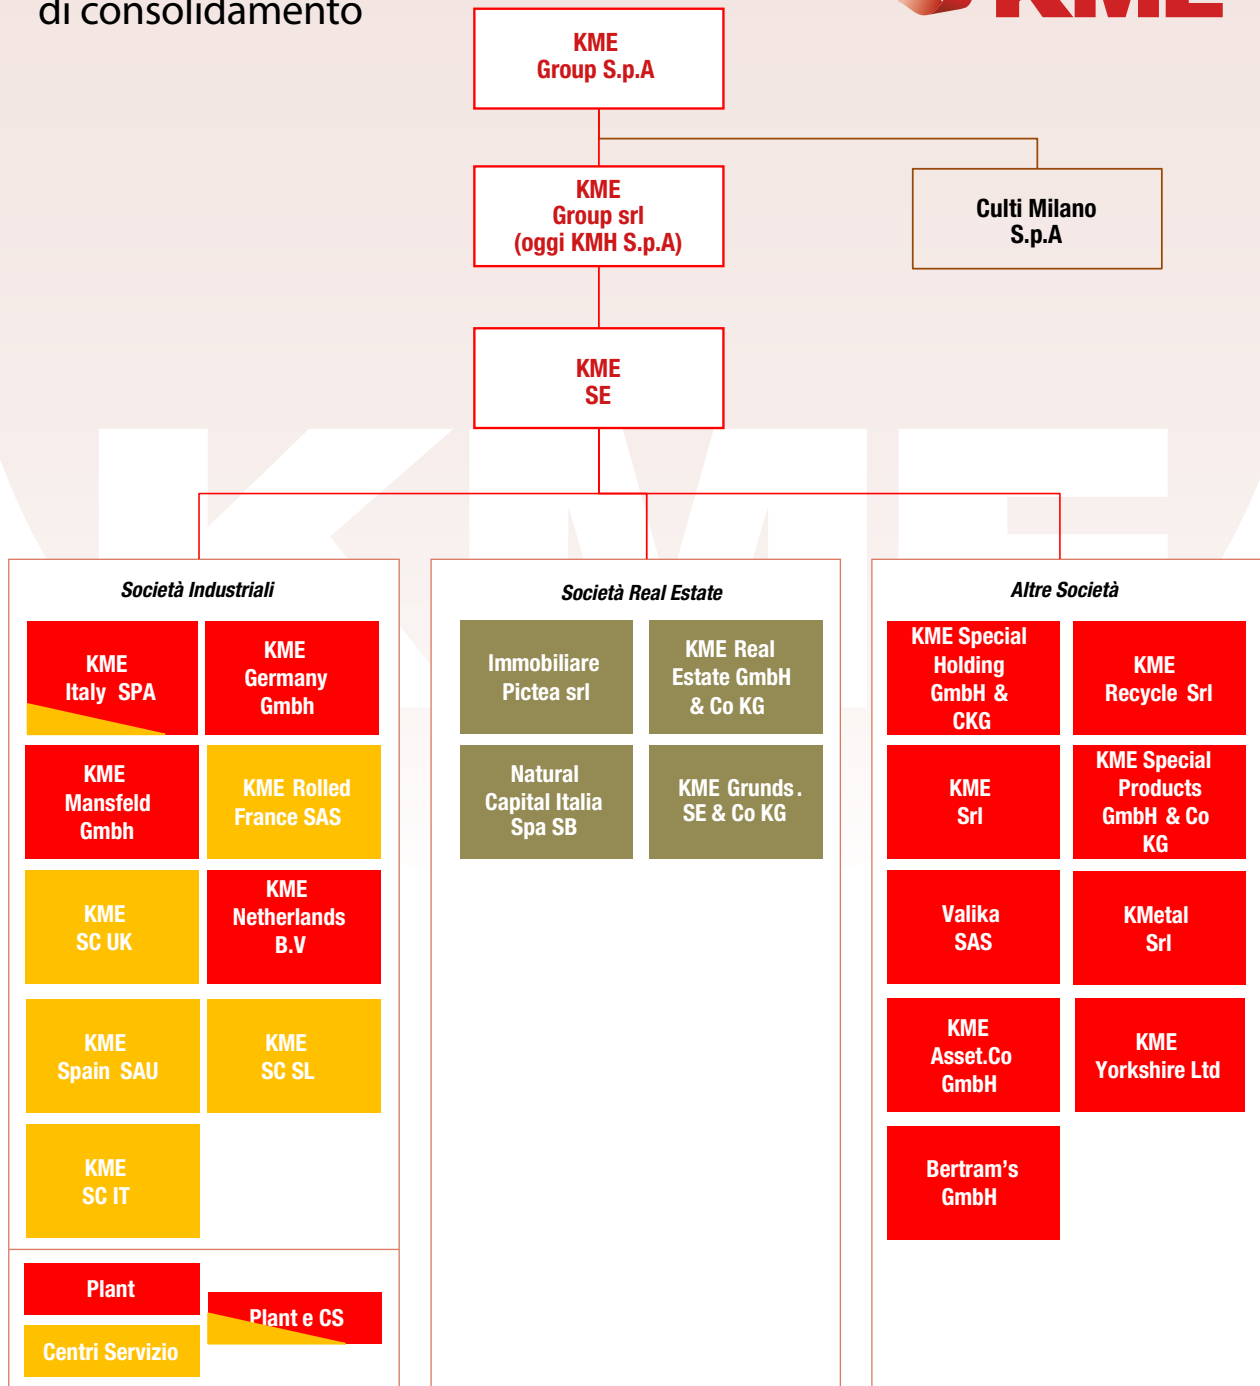 di consolidamento
KME
KME
Group S.p.A
KME
Group srl
(oggi KMH S.p.A)
Culti Milano
S.p.A
KME
SE
Società Industriali
KME
Italy SPA
KME
Germany
Gmbh
KME
Mansfeld
Gmbh
KME Rolled
France SAS
KME
SC UK
KME
Netherlands
B.V
KME
Spain SAU
KME
SC SL
KME
SC IT
Plant
Centri Servizio
Plant e CS
Società Real Estate
Immobiliare
Pictea srl
KME Real
Estate GmbH
& Co KG
Natural
Capital Italia
Spa SB
KME Grunds.
SE & Co KG
Altre Società
KME Special
Holding
GmbH &
CKG
KME
Recycle Srl
KME
Srl
KME Special
Products
GmbH & Co
KG
Valika
SAS
KMetal
Srl
KME
Asset.Co
GmbH
KME
Yorkshire Ltd
Bertram's
GmbH